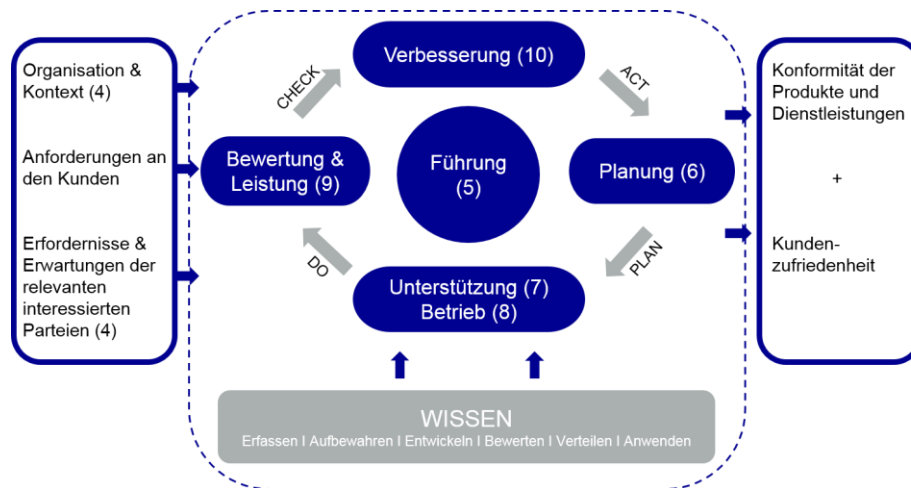 Organisation &
Kontext (4)
Anforderungen an
den Kunden
Erfordernisse &
Erwartungen der
relevanten
interessierten
Parteien (4)
Verbesserung (10)
CHECK
ACT
Bewertung &
Leistung (9)
Führung
(5)
Planung (6)
DO
PLAN
Unterstützung (7)
Betrieb (8)
WISSEN
Erfassen I Aufbewahren I Entwickeln I Bewerten I Verteilen I Anwenden
Konformität der
Produkte und
Dienstleistungen
+
Kunden-
zufriedenheit